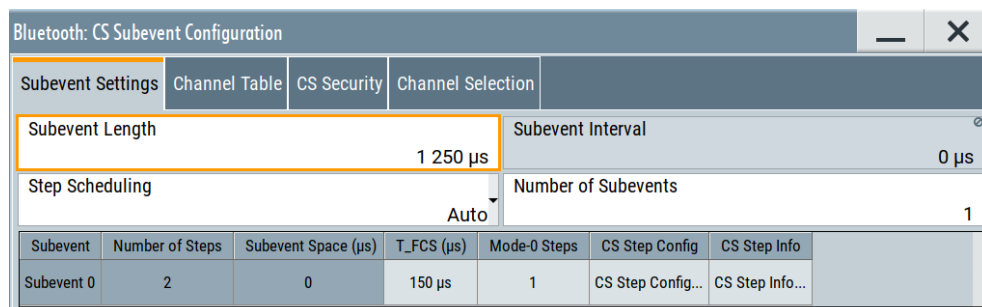 Bluetooth: CS Subevent Configuration
Subevent Settings Channel Table CS Security Channel Selection
Subevent Length Subevent Interval
1 250 µs 0 µs
Step Scheduling Number of Subevents
Auto 1
Subevent Number of Steps Subevent Space (µs) T_FCS (µs) Mode-0 Steps CS Step Config CS Step Info
Subevent 0 2 0 150 µs 1 CS Step Config... CS Step Info...